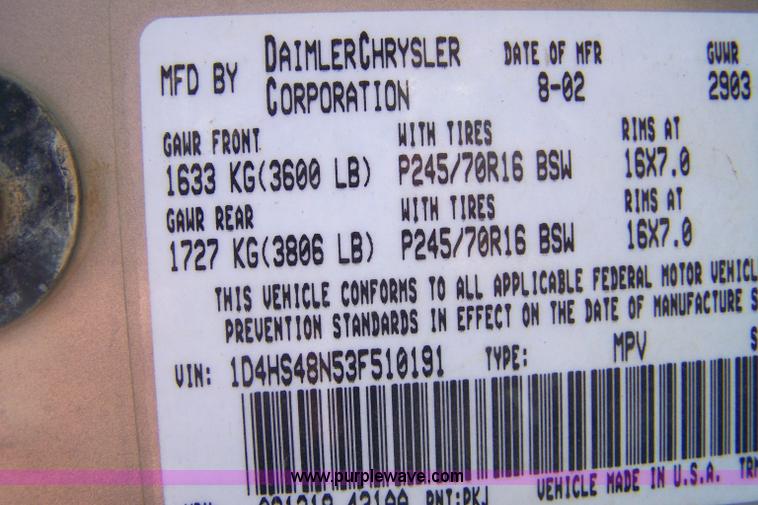 MFD BY DAIMLERCHRYSLER CORPORATION DATE OF MFR 8-02 GVWR 2903
GAWR FRONT WITH TIRES RIMS AT
1633 KG(3600 LB) P245/70R16 BSW 16X7.0
GAWR REAR WITH TIRES RIMS AT
1727 KG(3806 LB) P245/70R16 BSW 16X7.0
THIS VEHICLE CONFORMS TO ALL APPLICABLE FEDERAL MOTOR VEHICL
PREVENTION STANDARDS IN EFFECT ON THE DATE OF MANUFACTURE S
VIN: 1D4HS48N53F510191 TYPE: MPV S
www.purplewave.com
PNT:PKJ VEHICLE MADE IN U.S.A. TRM